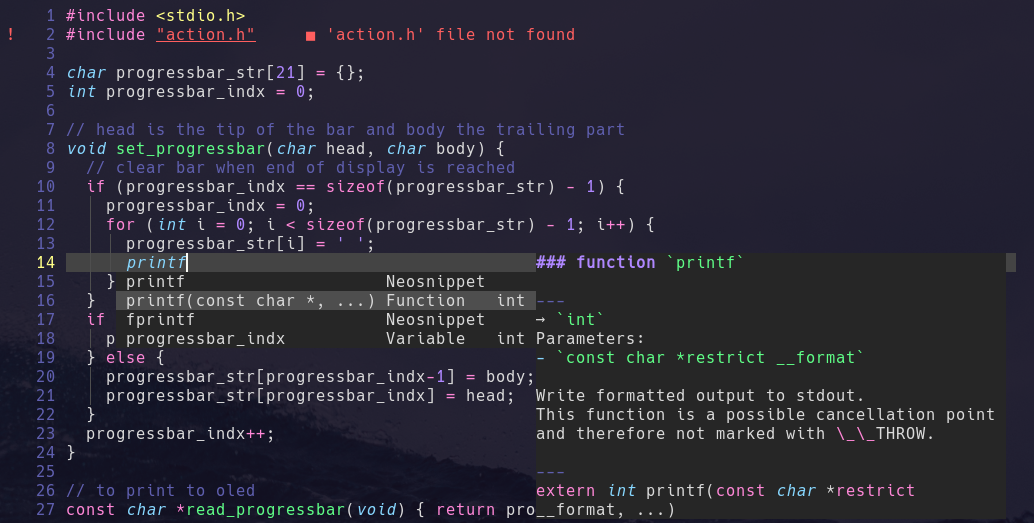 1 #include <stdio.h>
! 2 #include "action.h" ■ 'action.h' file not found
3
4 char progressbar_str[21] = {};
5 int progressbar_indx = 0;
6
7 // head is the tip of the bar and body the trailing part
8 void set_progressbar(char head, char body) {
9 // clear bar when end of display is reached
10 if (progressbar_indx == sizeof(progressbar_str) - 1) {
11 progressbar_indx = 0;
12 for (int i = 0; i < sizeof(progressbar_str) - 1; i++) {
13 progressbar_str[i] = ' ';
14 printf ### function `printf`
15 } printf Neosnippet
16 } printf(const char *, ...) Function int ---
17 if fprintf Neosnippet → `int`
18 p progressbar_indx Variable int Parameters:
19 } else { - `const char *restrict __format`
20 progressbar_str[progressbar_indx-1] = body;
21 progressbar_str[progressbar_indx] = head; Write formatted output to stdout.
22 } This function is a possible cancellation point
23 progressbar_indx++; and therefore not marked with \_\_THROW.
24 }
25 ---
26 // to print to oled extern int printf(const char *restrict
27 const char *read_progressbar(void) { return pro__format, ...)